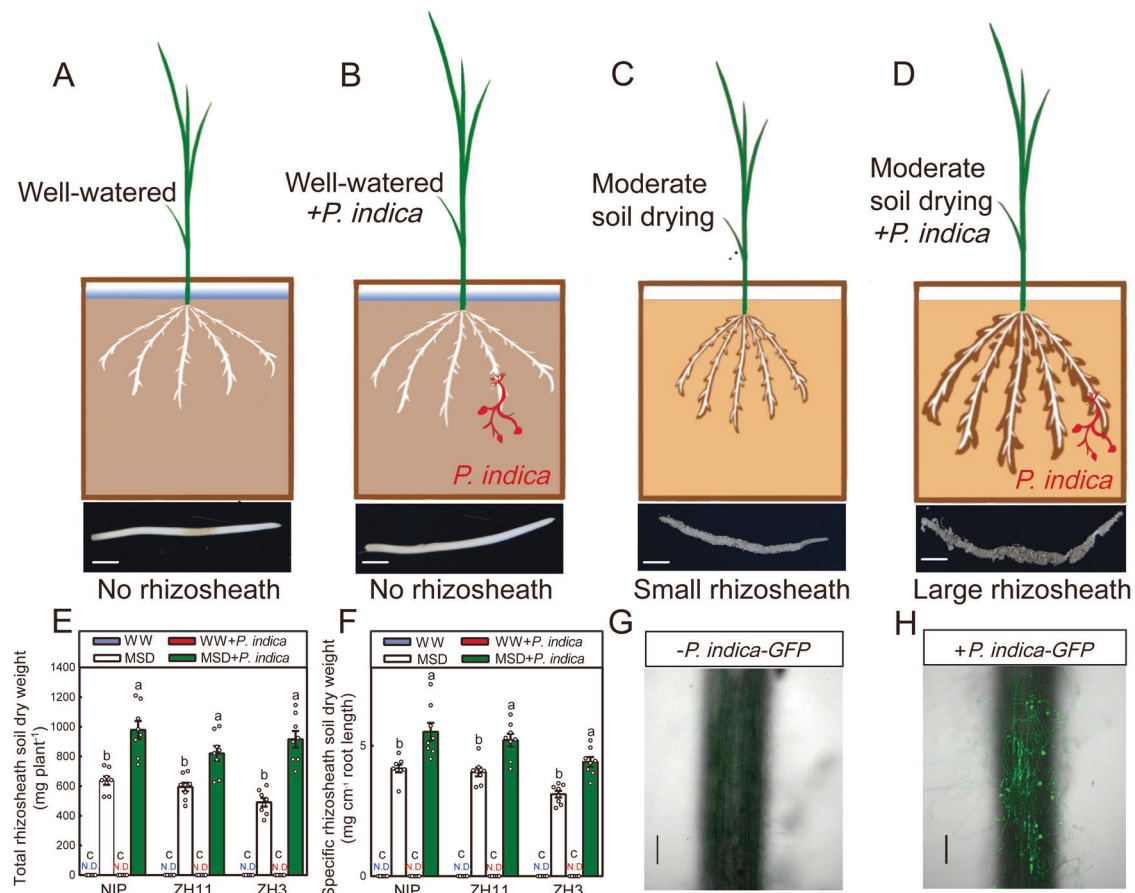 A
Well-watered
No rhizosheath
B
Well-watered
+P. indica
P. indica
No rhizosheath
C
Moderate
soil drying
Small rhizosheath
D
Moderate
soil drying
+P. indica
P. indica
Large rhizosheath
E
WW
WW+P. indica
MSD
MSD+P. indica
Total rhizosheath soil dry weight
(mg plant-1)
1400
1200
1000
800
600
400
200
0
b
a
b
a
b
a
c
c
c
c
c
c
N.D.
N.D.
N.D.
N.D.
N.D.
N.D.
NIP
ZH11
ZH3
F
WW
WW+P. indica
MSD
MSD+P. indica
Specific rhizosheath soil dry weight
(mg cm-1 root length)
5
0
b
a
b
a
b
a
c
c
c
c
c
c
N.D.
N.D.
N.D.
N.D.
N.D.
N.D.
NIP
ZH11
ZH3
G
-P. indica-GFP
H
+P. indica-GFP